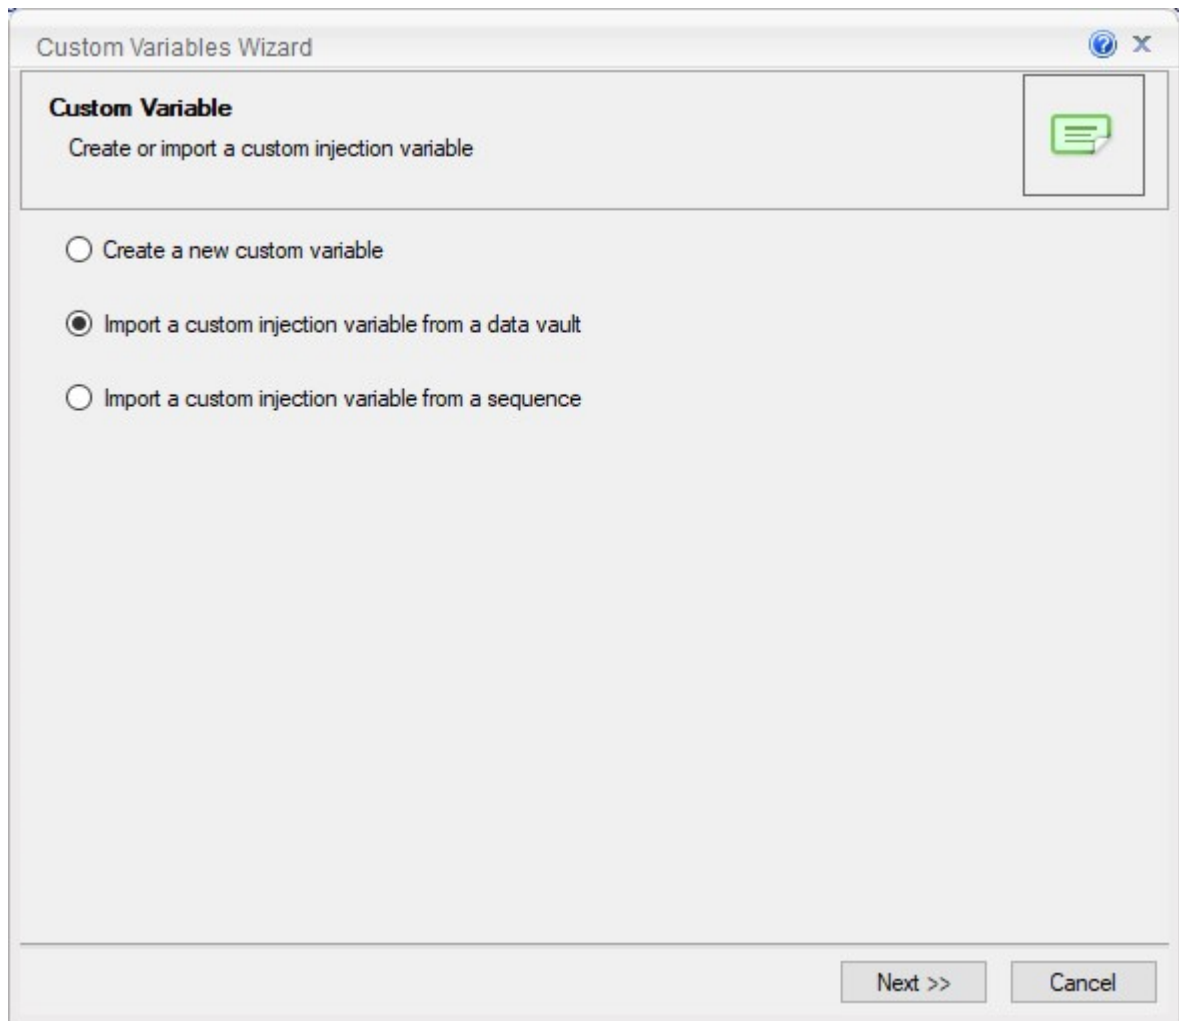 Custom Variables Wizard
Custom Variable
Create or import a custom injection variable
Create a new custom variable
Import a custom injection variable from a data vault
Import a custom injection variable from a sequence
Next >>
Cancel